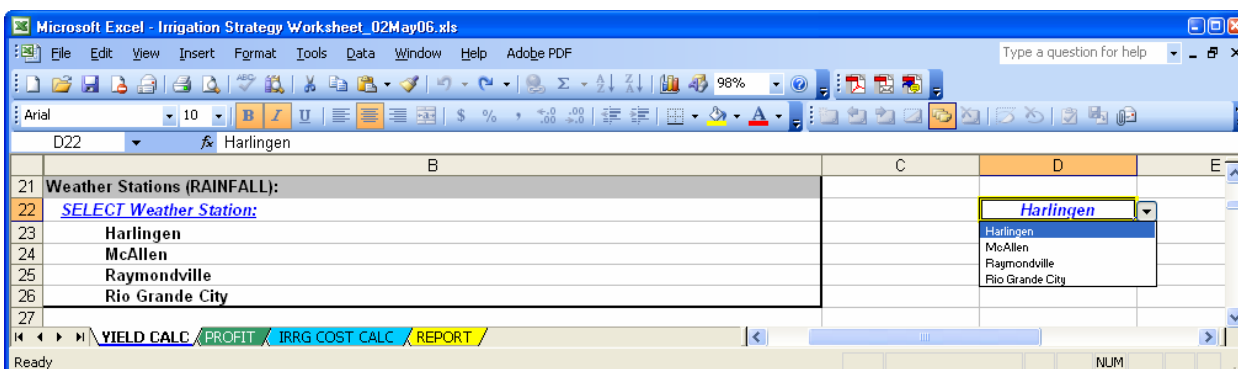 Microsoft Excel - Irrigation Strategy Worksheet_02May06.xls
File Edit View Insert Format Tools Data Window Help Adobe PDF Type a question for help
98%
Arial 10 B I U $ % ,
D22 fx Harlingen
B C D E
21 Weather Stations (RAINFALL):
22 SELECT Weather Station: Harlingen
23 Harlingen Harlingen
24 McAllen McAllen
25 Raymondville Raymondville
26 Rio Grande City Rio Grande City
27
YIELD CALC PROFIT IRRG COST CALC REPORT
Ready NUM